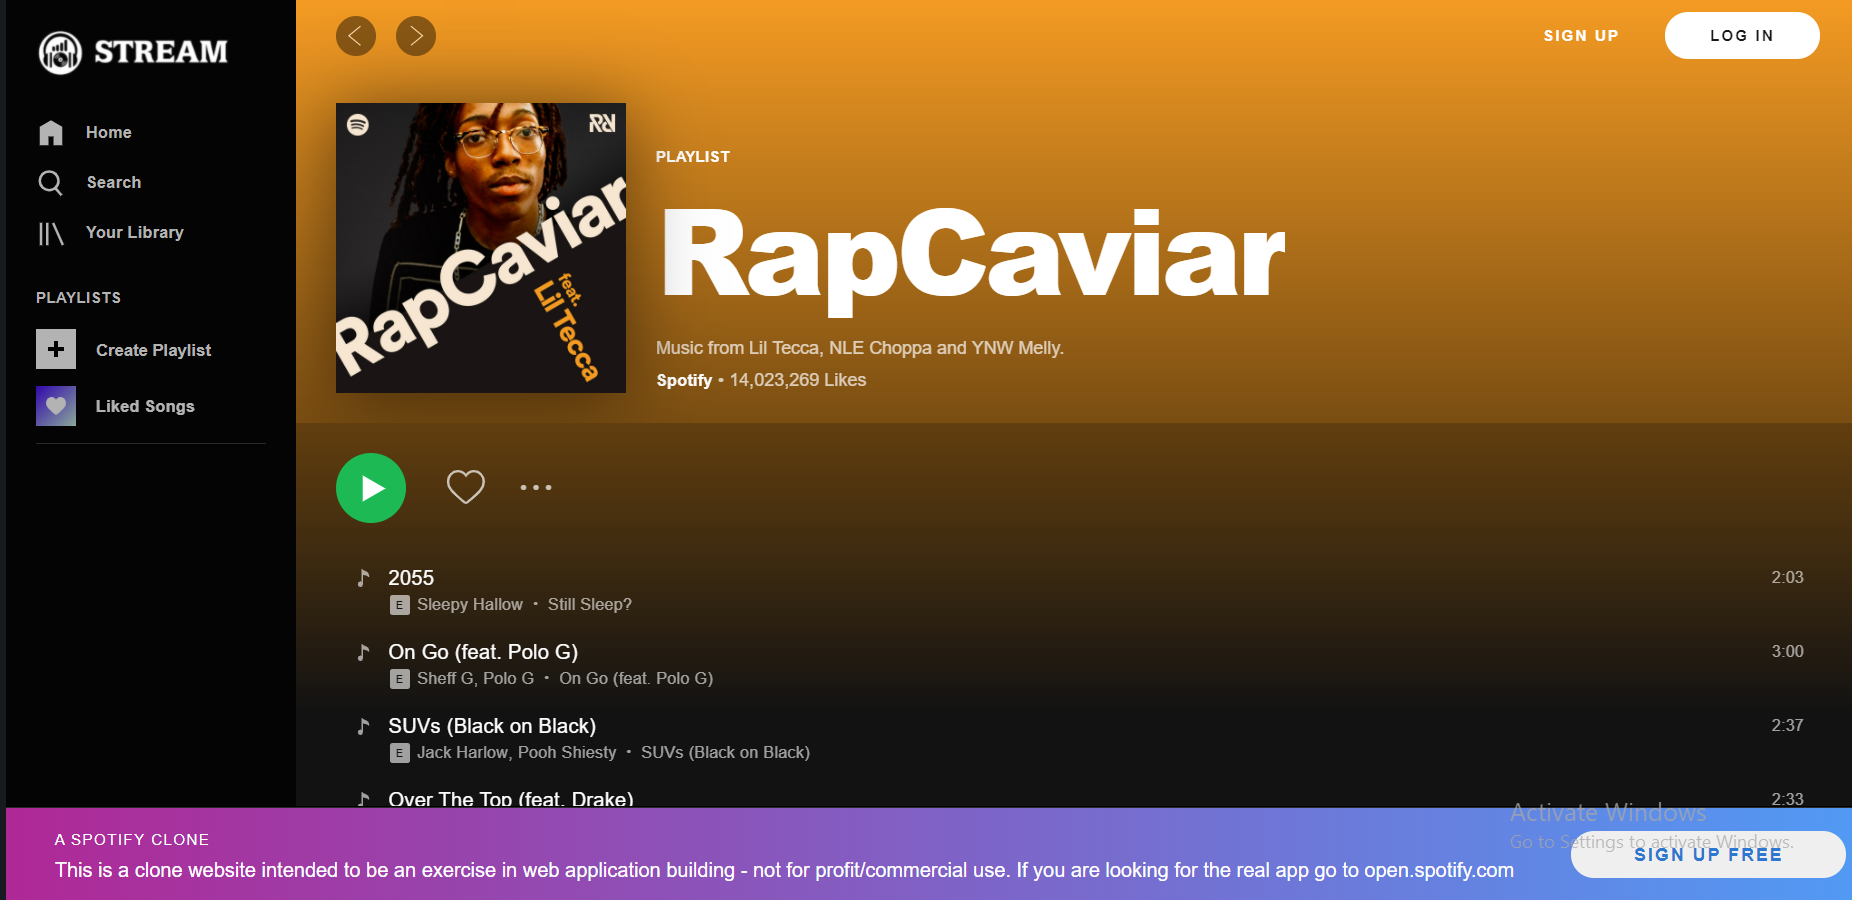 STREAM
Home
Search
Your Library
PLAYLISTS
Create Playlist
Liked Songs
SIGN UP
LOG IN
RapCaviar
feat.
Lil Tecca
PLAYLIST
RapCaviar
Music from Lil Tecca, NLE Choppa and YNW Melly.
Spotify • 14,023,269 Likes
2055
2:03
E Sleepy Hallow • Still Sleep?
On Go (feat. Polo G)
3:00
E Sheff G, Polo G • On Go (feat. Polo G)
SUVs (Black on Black)
2:37
E Jack Harlow, Pooh Shiesty • SUVs (Black on Black)
Over The Top (feat. Drake)
2:33
A SPOTIFY CLONE
This is a clone website intended to be an exercise in web application building - not for profit/commercial use. If you are looking for the real app go to open.spotify.com
SIGN UP FREE
Activate Windows
Go to Settings to activate Windows.